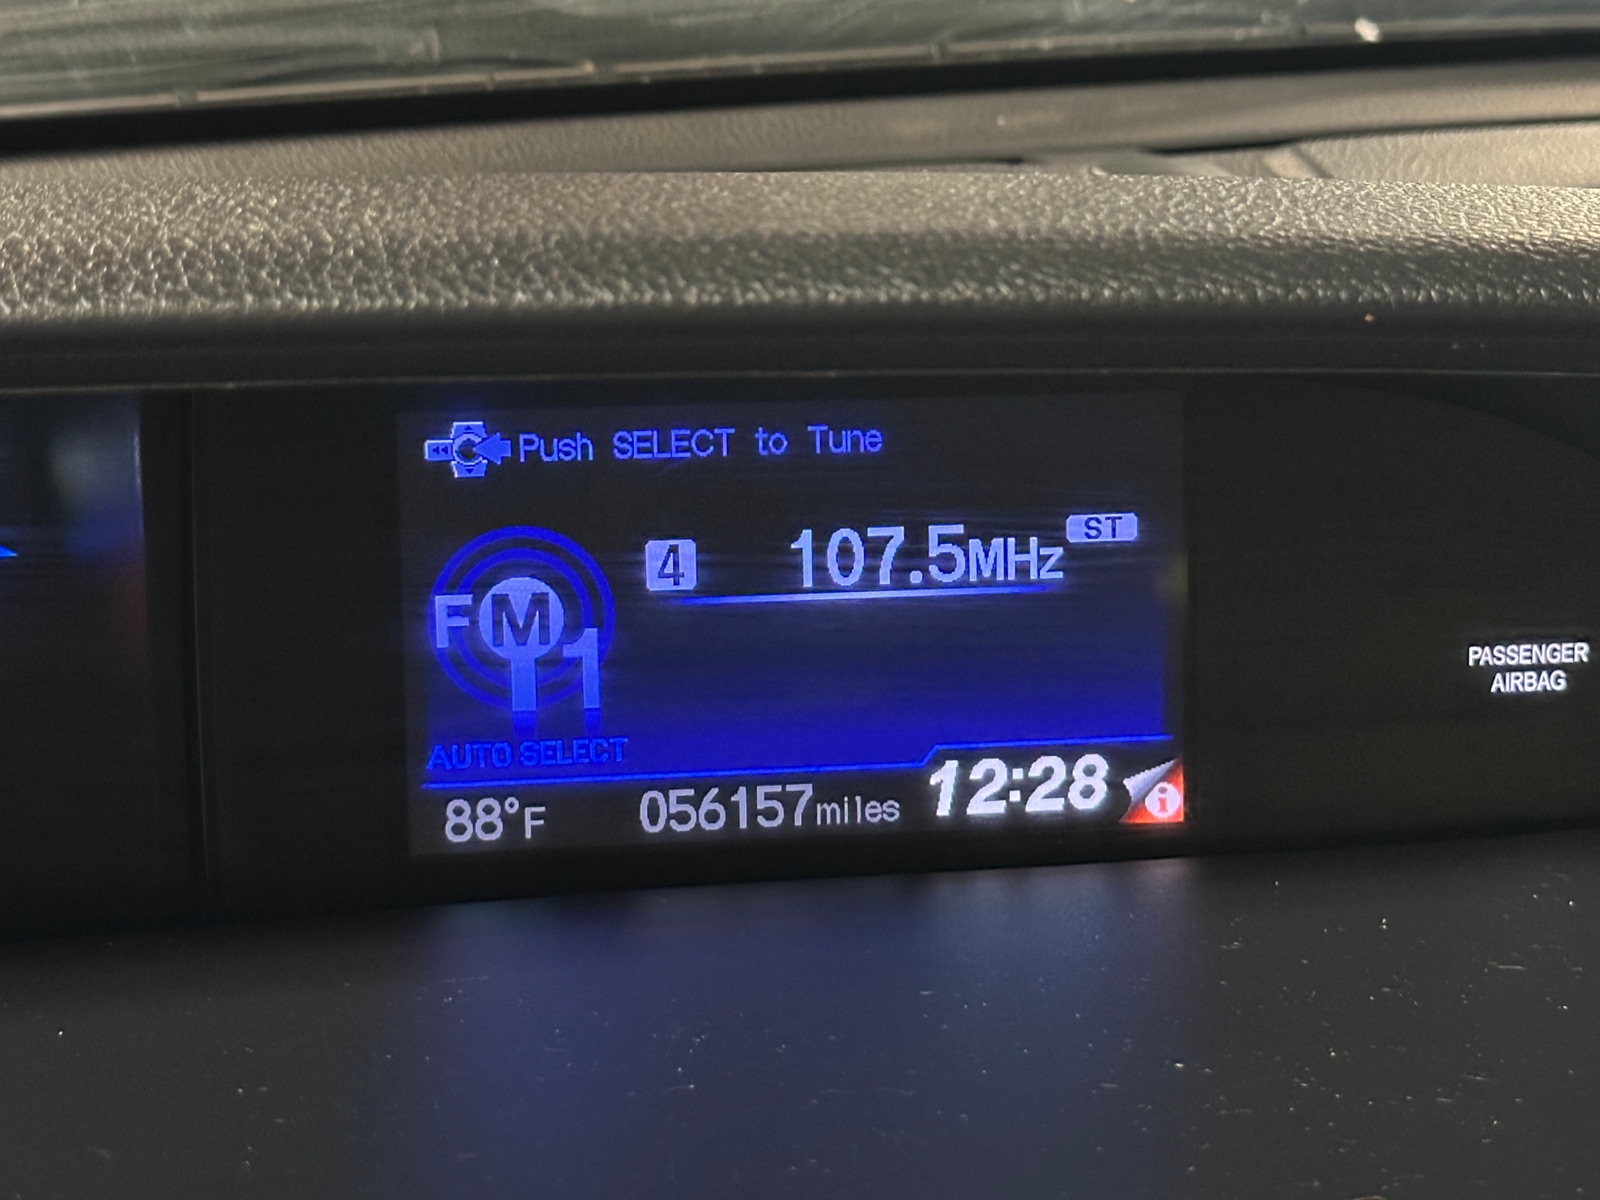 Push SELECT to Tune
4 107.5MHz ST
FM1
AUTO SELECT
88°F 056157miles 12:28 i
PASSENGER
AIRBAG